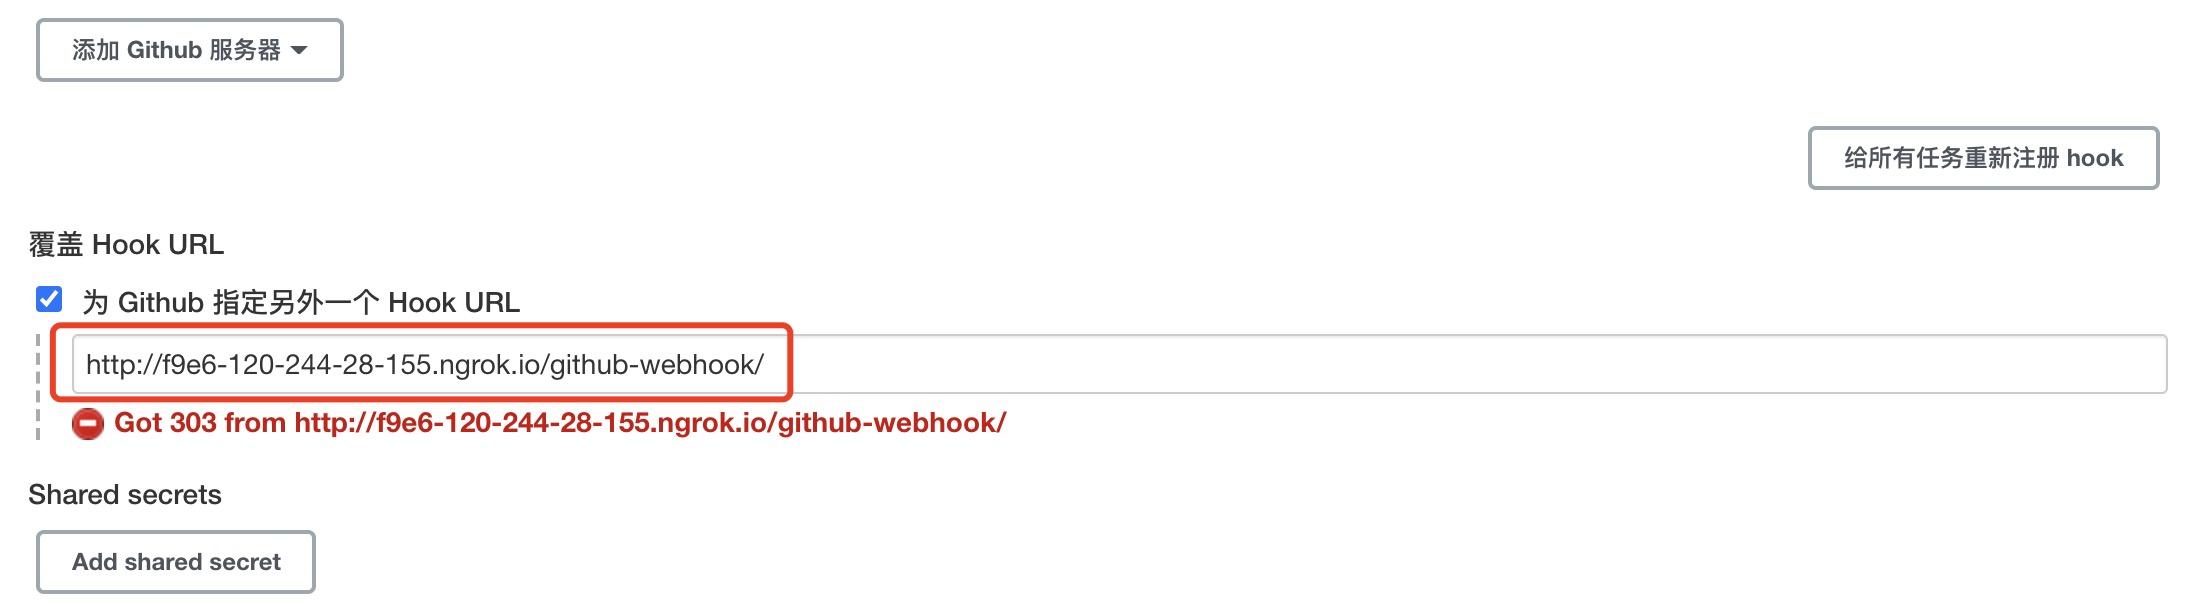 添加 Github 服务器
给所有任务重新注册 hook
覆盖 Hook URL
为 Github 指定另外一个 Hook URL
http://f9e6-120-244-28-155.ngrok.io/github-webhook/
Got 303 from http://f9e6-120-244-28-155.ngrok.io/github-webhook/
Shared secrets
Add shared secret